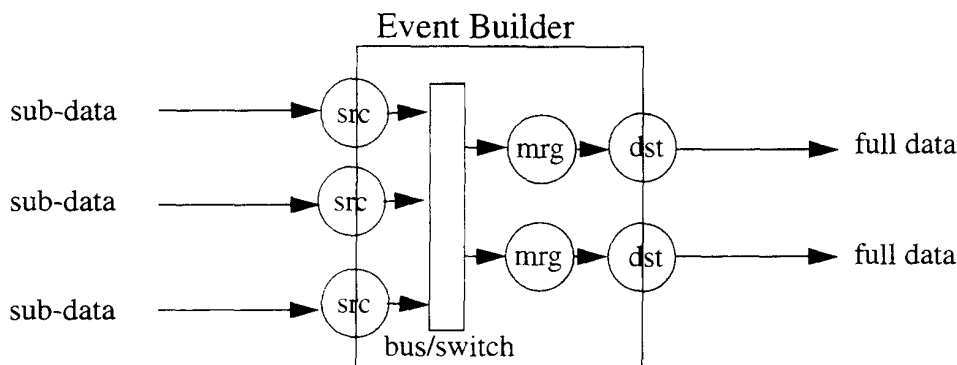 Event Builder
sub-data
src
mrg
dst
full data
sub-data
src
mrg
dst
full data
sub-data
src
bus/switch